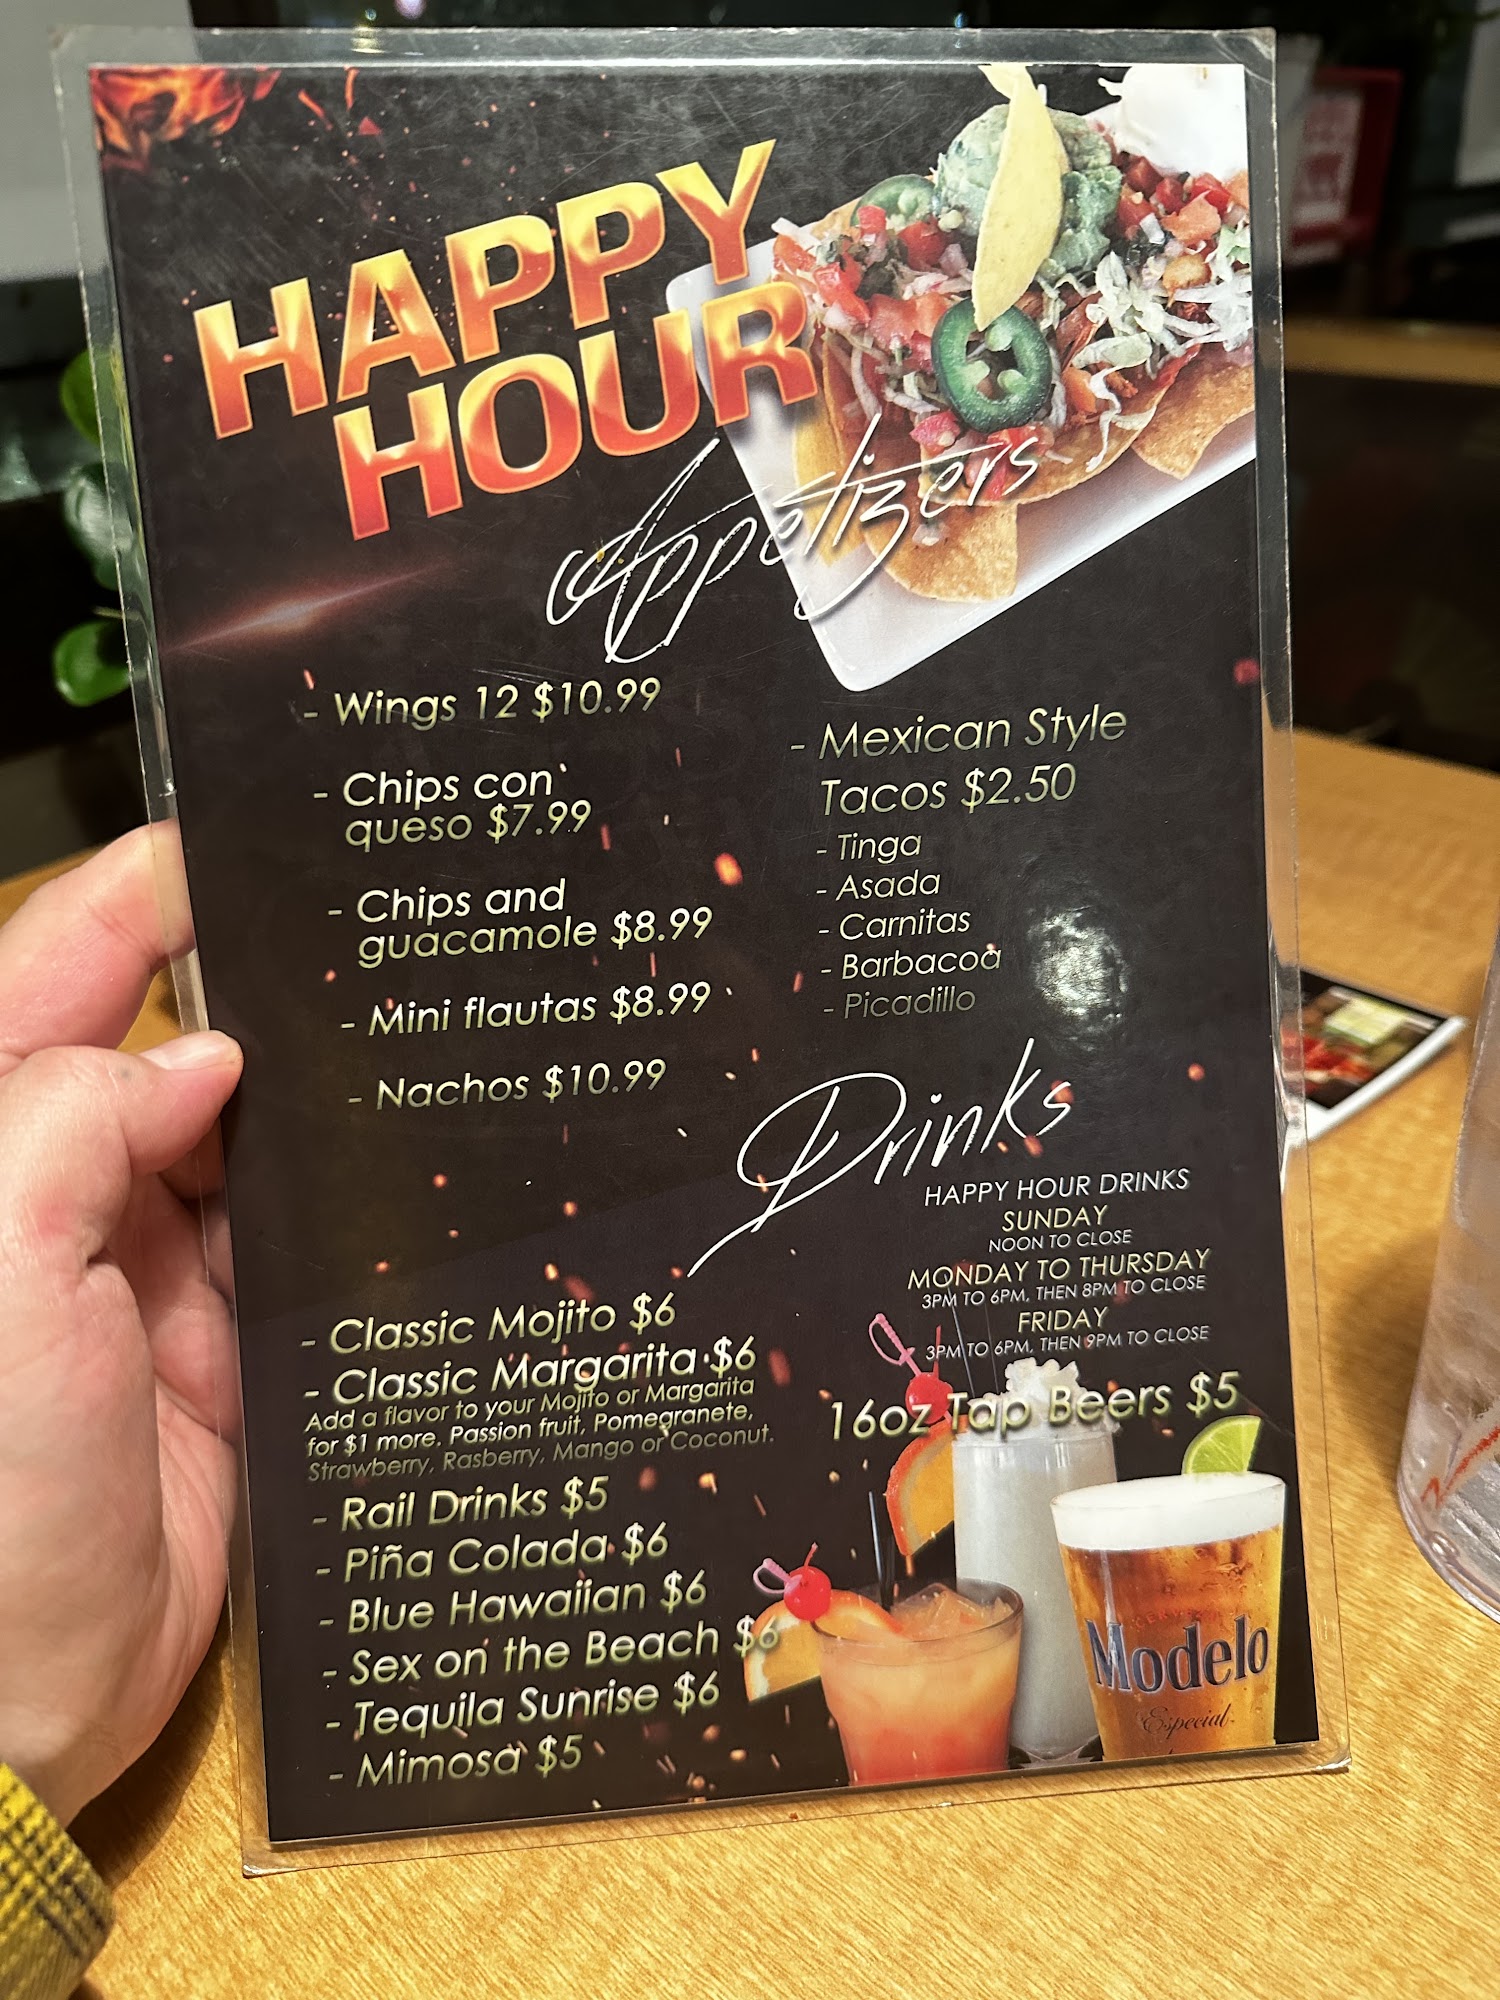 HAPPY
HOUR
Appetizers
- Wings 12 $10.99
- Chips con
queso $7.99
- Chips and
guacamole $8.99
- Mini flautas $8.99
- Nachos $10.99
- Mexican Style
Tacos $2.50
- Tinga
- Asada
- Carnitas
- Barbacoa
- Picadillo
Drinks
HAPPY HOUR DRINKS
SUNDAY
NOON TO CLOSE
MONDAY TO THURSDAY
3PM TO 6PM, THEN 8PM TO CLOSE
FRIDAY
3PM TO 6PM, THEN 9PM TO CLOSE
16oz Tap Beers $5
- Classic Mojito $6
- Classic Margarita $6
Add a flavor to your Mojito or Margarita
for $1 more. Passion fruit, Pomegranete,
Strawberry, Rasberry, Mango or Coconut.
- Rail Drinks $5
- Piña Colada $6
- Blue Hawaiian $6
- Sex on the Beach $6
- Tequila Sunrise $6
- Mimosa $5
Modelo
Especial